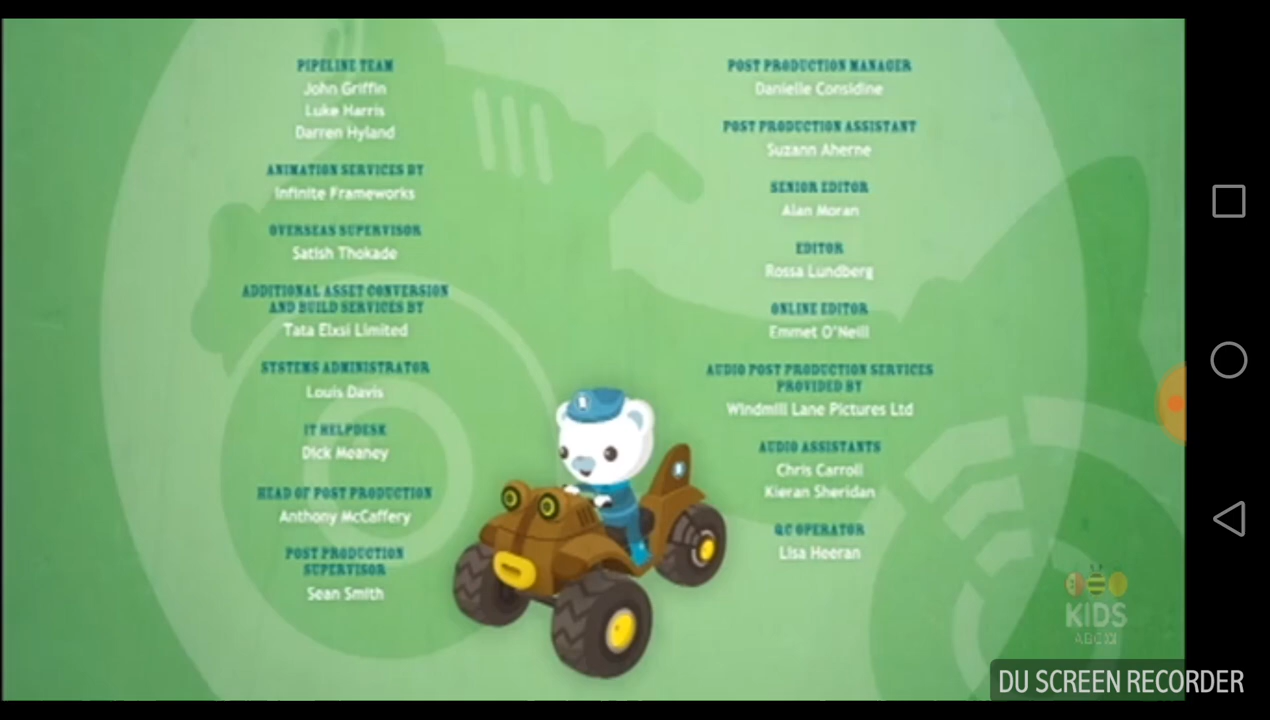 PIPELINE TEAM
John Griffin
Luke Harris
Darren Hyland
ANIMATION SERVICES BY
Infinite Frameworks
OVERSEAS SUPERVISOR
Satish Thokade
ADDITIONAL ASSET CONVERSION
AND BUILD SERVICES BY
Tata Elxsi Limited
SYSTEMS ADMINISTRATOR
Louis Davis
IT HELPDESK
Dick Meaney
HEAD OF POST PRODUCTION
Anthony McCaffery
POST PRODUCTION
SUPERVISOR
Sean Smith
POST PRODUCTION MANAGER
Danielle Considine
POST PRODUCTION ASSISTANT
Suzann Aherne
SENIOR EDITOR
Alan Moran
EDITOR
Rossa Lundberg
ONLINE EDITOR
Emmet O'Neill
AUDIO POST PRODUCTION SERVICES
PROVIDED BY
Windmill Lane Pictures Ltd
AUDIO ASSISTANTS
Chris Carroll
Kieran Sheridan
QC OPERATOR
Lisa Heeran
KIDS
ABC
DU SCREEN RECORDER